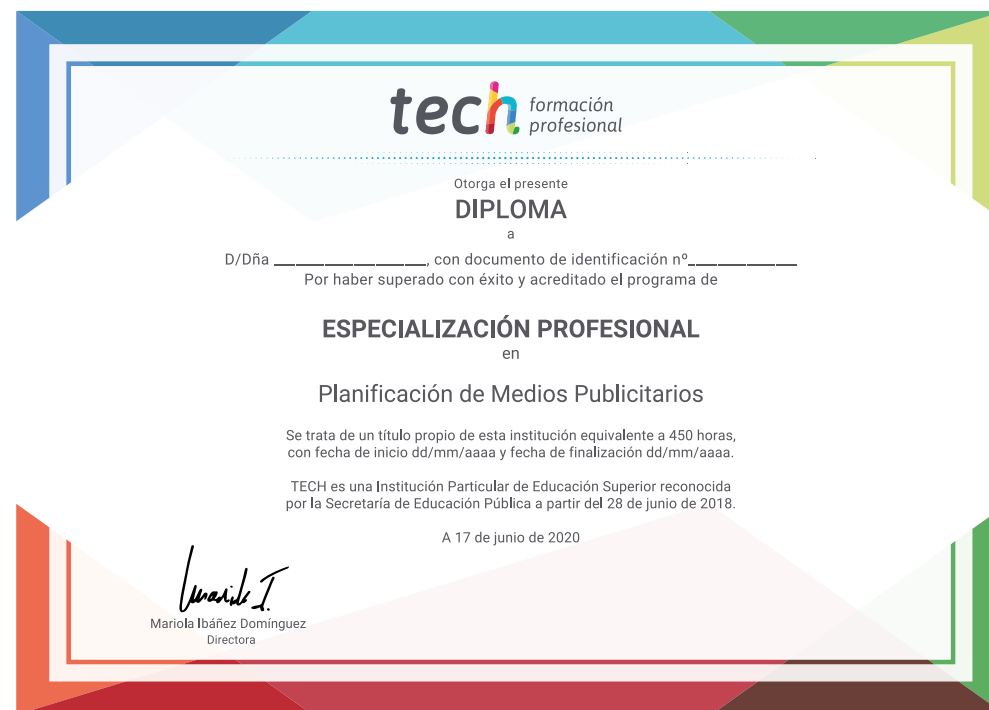 tech formación
profesional
Otorga el presente
DIPLOMA
a
D/Dña ______________, con documento de identificación nº__________
Por haber superado con éxito y acreditado el programa de
ESPECIALIZACIÓN PROFESIONAL
en
Planificación de Medios Publicitarios
Se trata de un título propio de esta institución equivalente a 450 horas,
con fecha de inicio dd/mm/aaaa y fecha de finalización dd/mm/aaaa.
TECH es una Institución Particular de Educación Superior reconocida
por la Secretaría de Educación Pública a partir del 28 de junio de 2018.
A 17 de junio de 2020
Mariola Ibáñez Domínguez
Directora